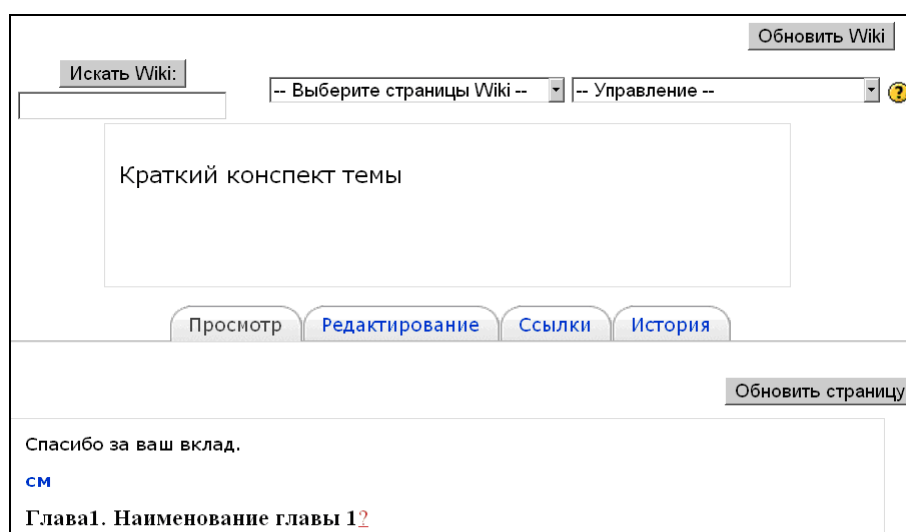 Обновить Wiki
Искать Wiki:
-- Выберите страницы Wiki --
-- Управление --
?
Краткий конспект темы
Просмотр
Редактирование
Ссылки
История
Обновить страницу
Спасибо за ваш вклад.
см
Глава1. Наименование главы 1?